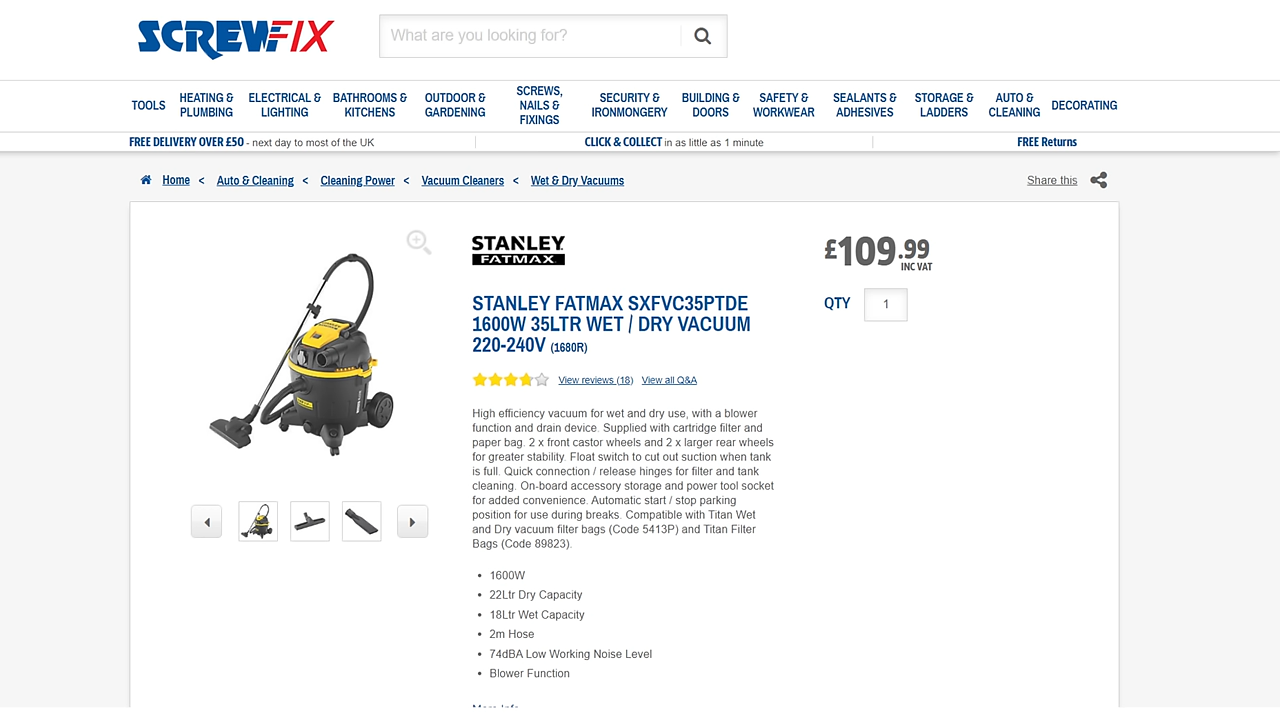 SCREWFIX
What are you looking for?
TOOLS
HEATING &
PLUMBING
ELECTRICAL &
LIGHTING
BATHROOMS &
KITCHENS
OUTDOOR &
GARDENING
SCREWS,
NAILS &
FIXINGS
SECURITY &
IRONMONGERY
BUILDING &
DOORS
SAFETY &
WORKWEAR
SEALANTS &
ADHESIVES
STORAGE &
LADDERS
AUTO &
CLEANING
DECORATING
FREE DELIVERY OVER £50 - next day to most of the UK
CLICK & COLLECT in as little as 1 minute
FREE Returns
Home < Auto & Cleaning < Cleaning Power < Vacuum Cleaners < Wet & Dry Vacuums
Share this
STANLEY
FATMAX
£109.99
INC VAT
QTY 1
STANLEY FATMAX SXFVC35PTDE
1600W 35LTR WET / DRY VACUUM
220-240V (1680R)
View reviews (18) View all Q&A
High efficiency vacuum for wet and dry use, with a blower
function and drain device. Supplied with cartridge filter and
paper bag. 2 x front castor wheels and 2 x larger rear wheels
for greater stability. Float switch to cut out suction when tank
is full. Quick connection / release hinges for filter and tank
cleaning. On-board accessory storage and power tool socket
for added convenience. Automatic start / stop parking
position for use during breaks. Compatible with Titan Wet
and Dry vacuum filter bags (Code 5413P) and Titan Filter
Bags (Code 89823).
• 1600W
• 22Ltr Dry Capacity
• 18Ltr Wet Capacity
• 2m Hose
• 74dBA Low Working Noise Level
• Blower Function